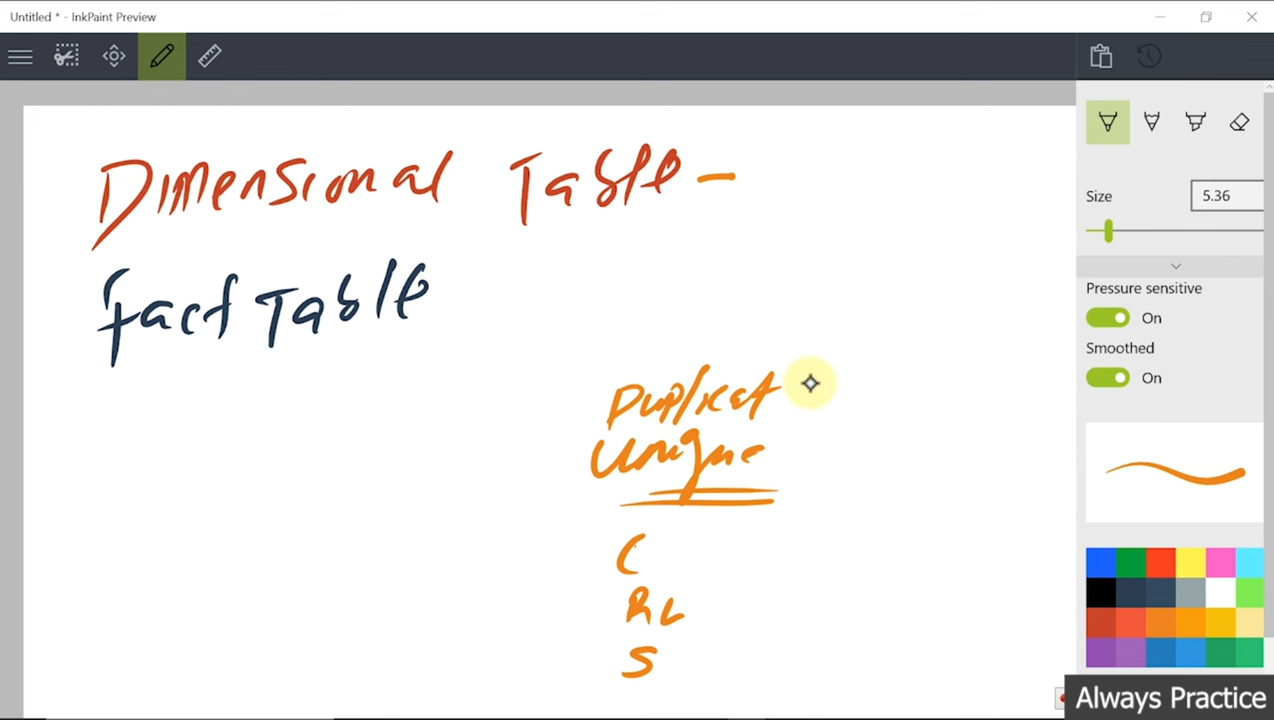 Untitled * - InkPaint Preview
Dimensional Table -
Fact Table
Duplicat
Unique
C
RL
S
Size
5.36
Pressure sensitive
On
Smoothed
On
Always Practice